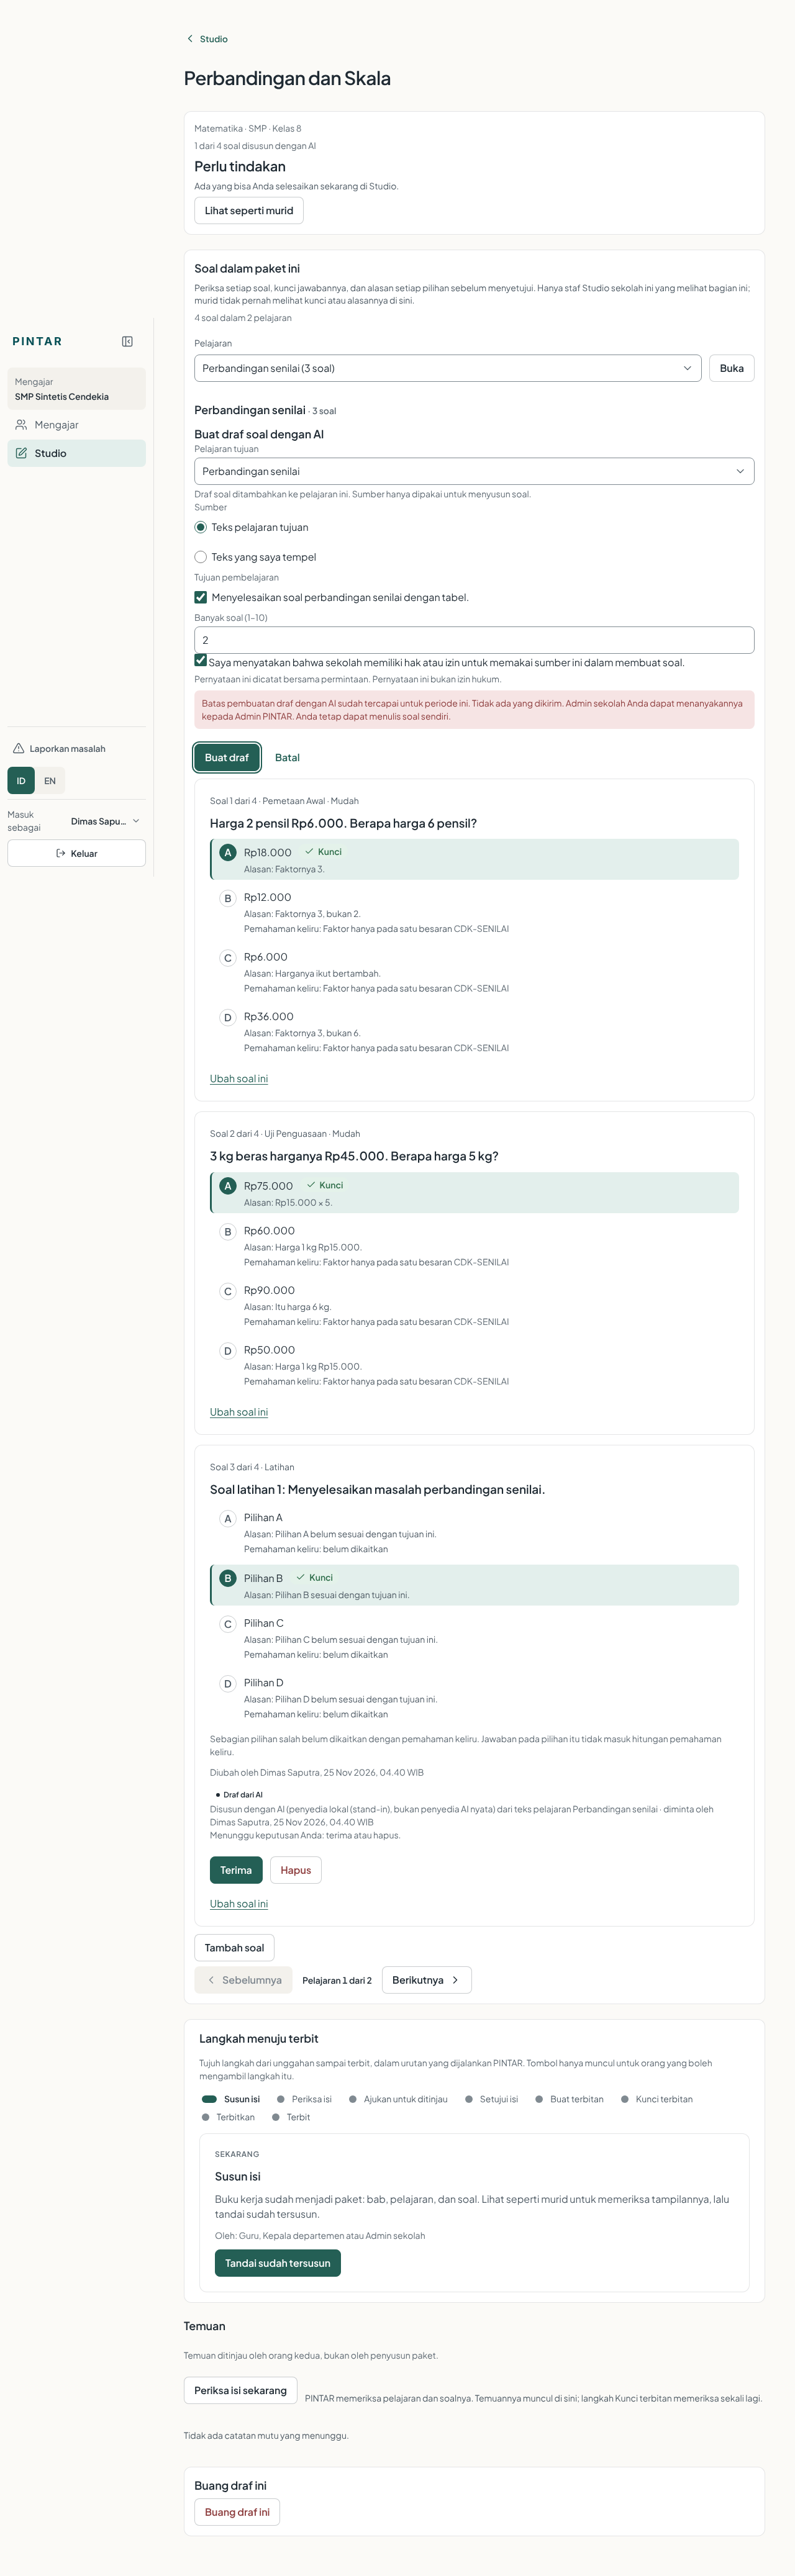 Studio
Perbandingan dan Skala
Matematika · SMP · Kelas 8
1 dari 4 soal disusun dengan AI
Perlu tindakan
Ada yang bisa Anda selesaikan sekarang di Studio.
Lihat seperti murid
Soal dalam paket ini
Periksa setiap soal, kunci jawabannya, dan alasan setiap pilihan sebelum menyetujui. Hanya staf Studio sekolah ini yang melihat bagian ini;
murid tidak pernah melihat kunci atau alasannya di sini.
4 soal dalam 2 pelajaran
Pelajaran
Perbandingan senilai (3 soal)
Buka
Perbandingan senilai · 3 soal
Buat draf soal dengan AI
Pelajaran tujuan
Perbandingan senilai
Draf soal ditambahkan ke pelajaran ini. Sumber hanya dipakai untuk menyusun soal.
Sumber
Teks pelajaran tujuan
Teks yang saya tempel
Tujuan pembelajaran
Menyelesaikan soal perbandingan senilai dengan tabel.
Banyak soal (1–10)
2
Saya menyatakan bahwa sekolah memiliki hak atau izin untuk memakai sumber ini dalam membuat soal.
Pernyataan ini dicatat bersama permintaan. Pernyataan ini bukan izin hukum.
Batas pembuatan draf dengan AI sudah tercapai untuk periode ini. Tidak ada yang dikirim. Admin sekolah Anda dapat menanyakannya
kepada Admin PINTAR. Anda tetap dapat menulis soal sendiri.
Buat draf
Batal
Soal 1 dari 4 · Pemetaan Awal · Mudah
Harga 2 pensil Rp6.000. Berapa harga 6 pensil?
A Rp18.000 Kunci
Alasan: Faktornya 3.
B Rp12.000
Alasan: Faktornya 3, bukan 2.
Pemahaman keliru: Faktor hanya pada satu besaran CDK-SENILAI
C Rp6.000
Alasan: Harganya ikut bertambah.
Pemahaman keliru: Faktor hanya pada satu besaran CDK-SENILAI
D Rp36.000
Alasan: Faktornya 3, bukan 6.
Pemahaman keliru: Faktor hanya pada satu besaran CDK-SENILAI
Ubah soal ini
Soal 2 dari 4 · Uji Penguasaan · Mudah
3 kg beras harganya Rp45.000. Berapa harga 5 kg?
A Rp75.000 Kunci
Alasan: Rp15.000 × 5.
B Rp60.000
Alasan: Harga 1 kg Rp15.000.
Pemahaman keliru: Faktor hanya pada satu besaran CDK-SENILAI
C Rp90.000
Alasan: Itu harga 6 kg.
Pemahaman keliru: Faktor hanya pada satu besaran CDK-SENILAI
D Rp50.000
Alasan: Harga 1 kg Rp15.000.
Pemahaman keliru: Faktor hanya pada satu besaran CDK-SENILAI
Ubah soal ini
Soal 3 dari 4 · Latihan
Soal latihan 1: Menyelesaikan masalah perbandingan senilai.
A Pilihan A
Alasan: Pilihan A belum sesuai dengan tujuan ini.
Pemahaman keliru: belum dikaitkan
B Pilihan B Kunci
Alasan: Pilihan B sesuai dengan tujuan ini.
C Pilihan C
Alasan: Pilihan C belum sesuai dengan tujuan ini.
Pemahaman keliru: belum dikaitkan
D Pilihan D
Alasan: Pilihan D belum sesuai dengan tujuan ini.
Pemahaman keliru: belum dikaitkan
Sebagian pilihan salah belum dikaitkan dengan pemahaman keliru. Jawaban pada pilihan itu tidak masuk hitungan pemahaman
keliru.
Diubah oleh Dimas Saputra, 25 Nov 2026, 04.40 WIB
Draf dari AI
Disusun dengan AI (penyedia lokal (stand-in), bukan penyedia AI nyata) dari teks pelajaran Perbandingan senilai · diminta oleh
Dimas Saputra, 25 Nov 2026, 04.40 WIB
Menunggu keputusan Anda: terima atau hapus.
Terima
Hapus
Ubah soal ini
Tambah soal
Sebelumnya
Pelajaran 1 dari 2
Berikutnya
Langkah menuju terbit
Tujuh langkah dari unggahan sampai terbit, dalam urutan yang dijalankan PINTAR. Tombol hanya muncul untuk orang yang boleh
mengambil langkah itu.
Susun isi
Periksa isi
Ajukan untuk ditinjau
Setujui isi
Buat terbitan
Kunci terbitan
Terbitkan
Terbit
SEKARANG
Susun isi
Buku kerja sudah menjadi paket: bab, pelajaran, dan soal. Lihat seperti murid untuk memeriksa tampilannya, lalu
tandai sudah tersusun.
Oleh: Guru, Kepala departemen atau Admin sekolah
Tandai sudah tersusun
Temuan
Temuan ditinjau oleh orang kedua, bukan oleh penyusun paket.
Periksa isi sekarang
PINTAR memeriksa pelajaran dan soalnya. Temuannya muncul di sini; langkah Kunci terbitan memeriksa sekali lagi.
Tidak ada catatan mutu yang menunggu.
Buang draf ini
Buang draf ini
PINTAR
Mengajar
SMP Sintetis Cendekia
Mengajar
Studio
Laporkan masalah
ID
EN
Masuk
sebagai
Dimas Sapu…
Keluar